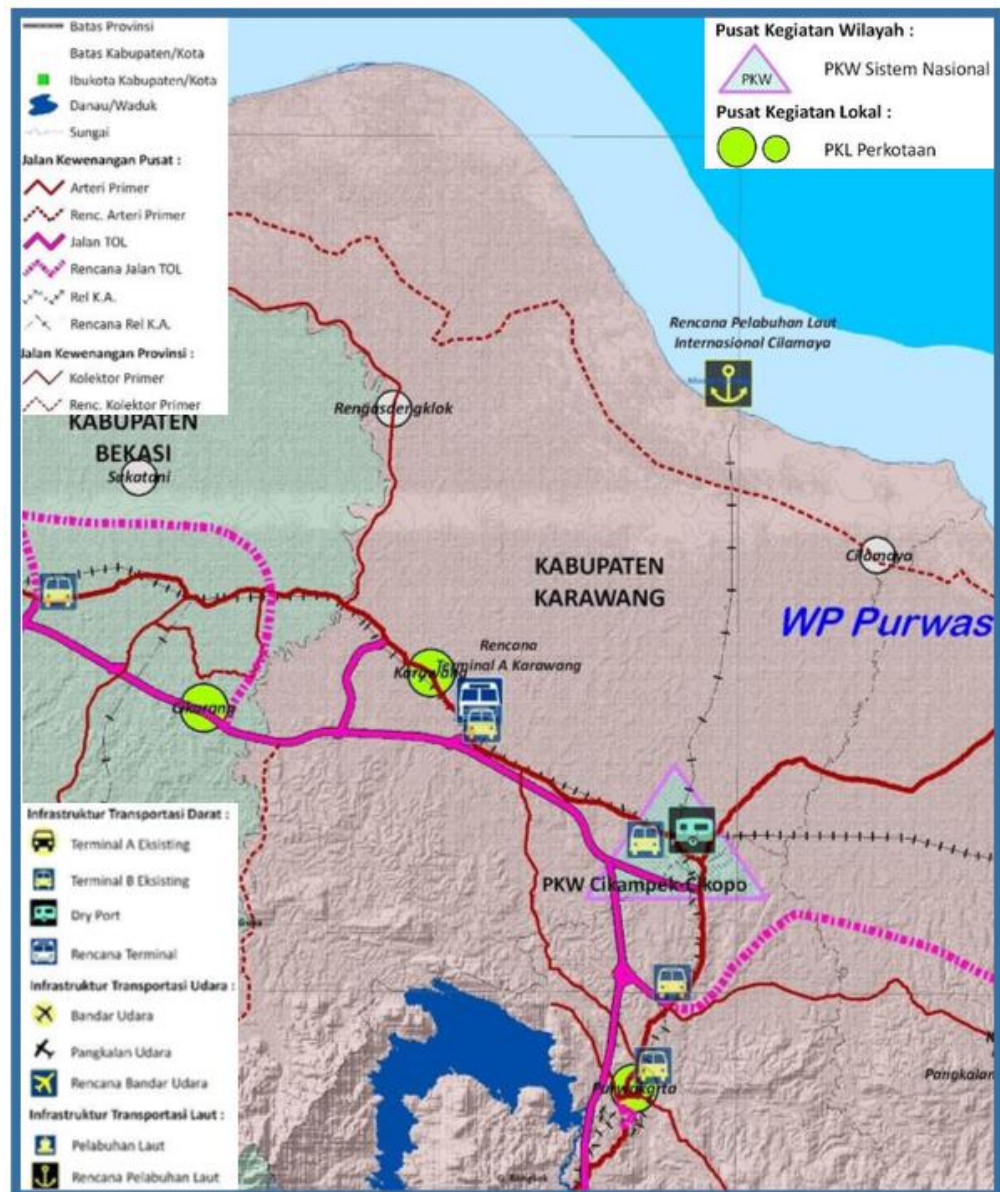 Batas Provinsi
Batas Kabupaten/Kota
Ibukota Kabupaten/Kota
Danau/Waduk
Sungai
Jalan Kewenangan Pusat :
Arteri Primer
Renc. Arteri Primer
Jalan TOL
Rencana Jalan TOL
Rel K.A.
Rencana Rel K.A.
Jalan Kewenangan Provinsi :
Kolektor Primer
Renc. Kolektor Primer
Pusat Kegiatan Wilayah :
PKW
PKW Sistem Nasional
Pusat Kegiatan Lokal :
PKL Perkotaan
Rencana Pelabuhan Laut
Internasional Cilamaya
Rengasdengklok
KABUPATEN
BEKASI
Sukatani
KABUPATEN
KARAWANG
Cilamaya
WP Purwas
Rencana
Terminal A Karawang
Karawang
Cikarang
PKW Cikampek-Cikopo
Purwakarta
Pangkalan
Infrastruktur Transportasi Darat :
Terminal A Eksisting
Terminal B Eksisting
Dry Port
Rencana Terminal
Infrastruktur Transportasi Udara :
Bandar Udara
Pangkalan Udara
Rencana Bandar Udara
Infrastruktur Transportasi Laut :
Pelabuhan Laut
Rencana Pelabuhan Laut